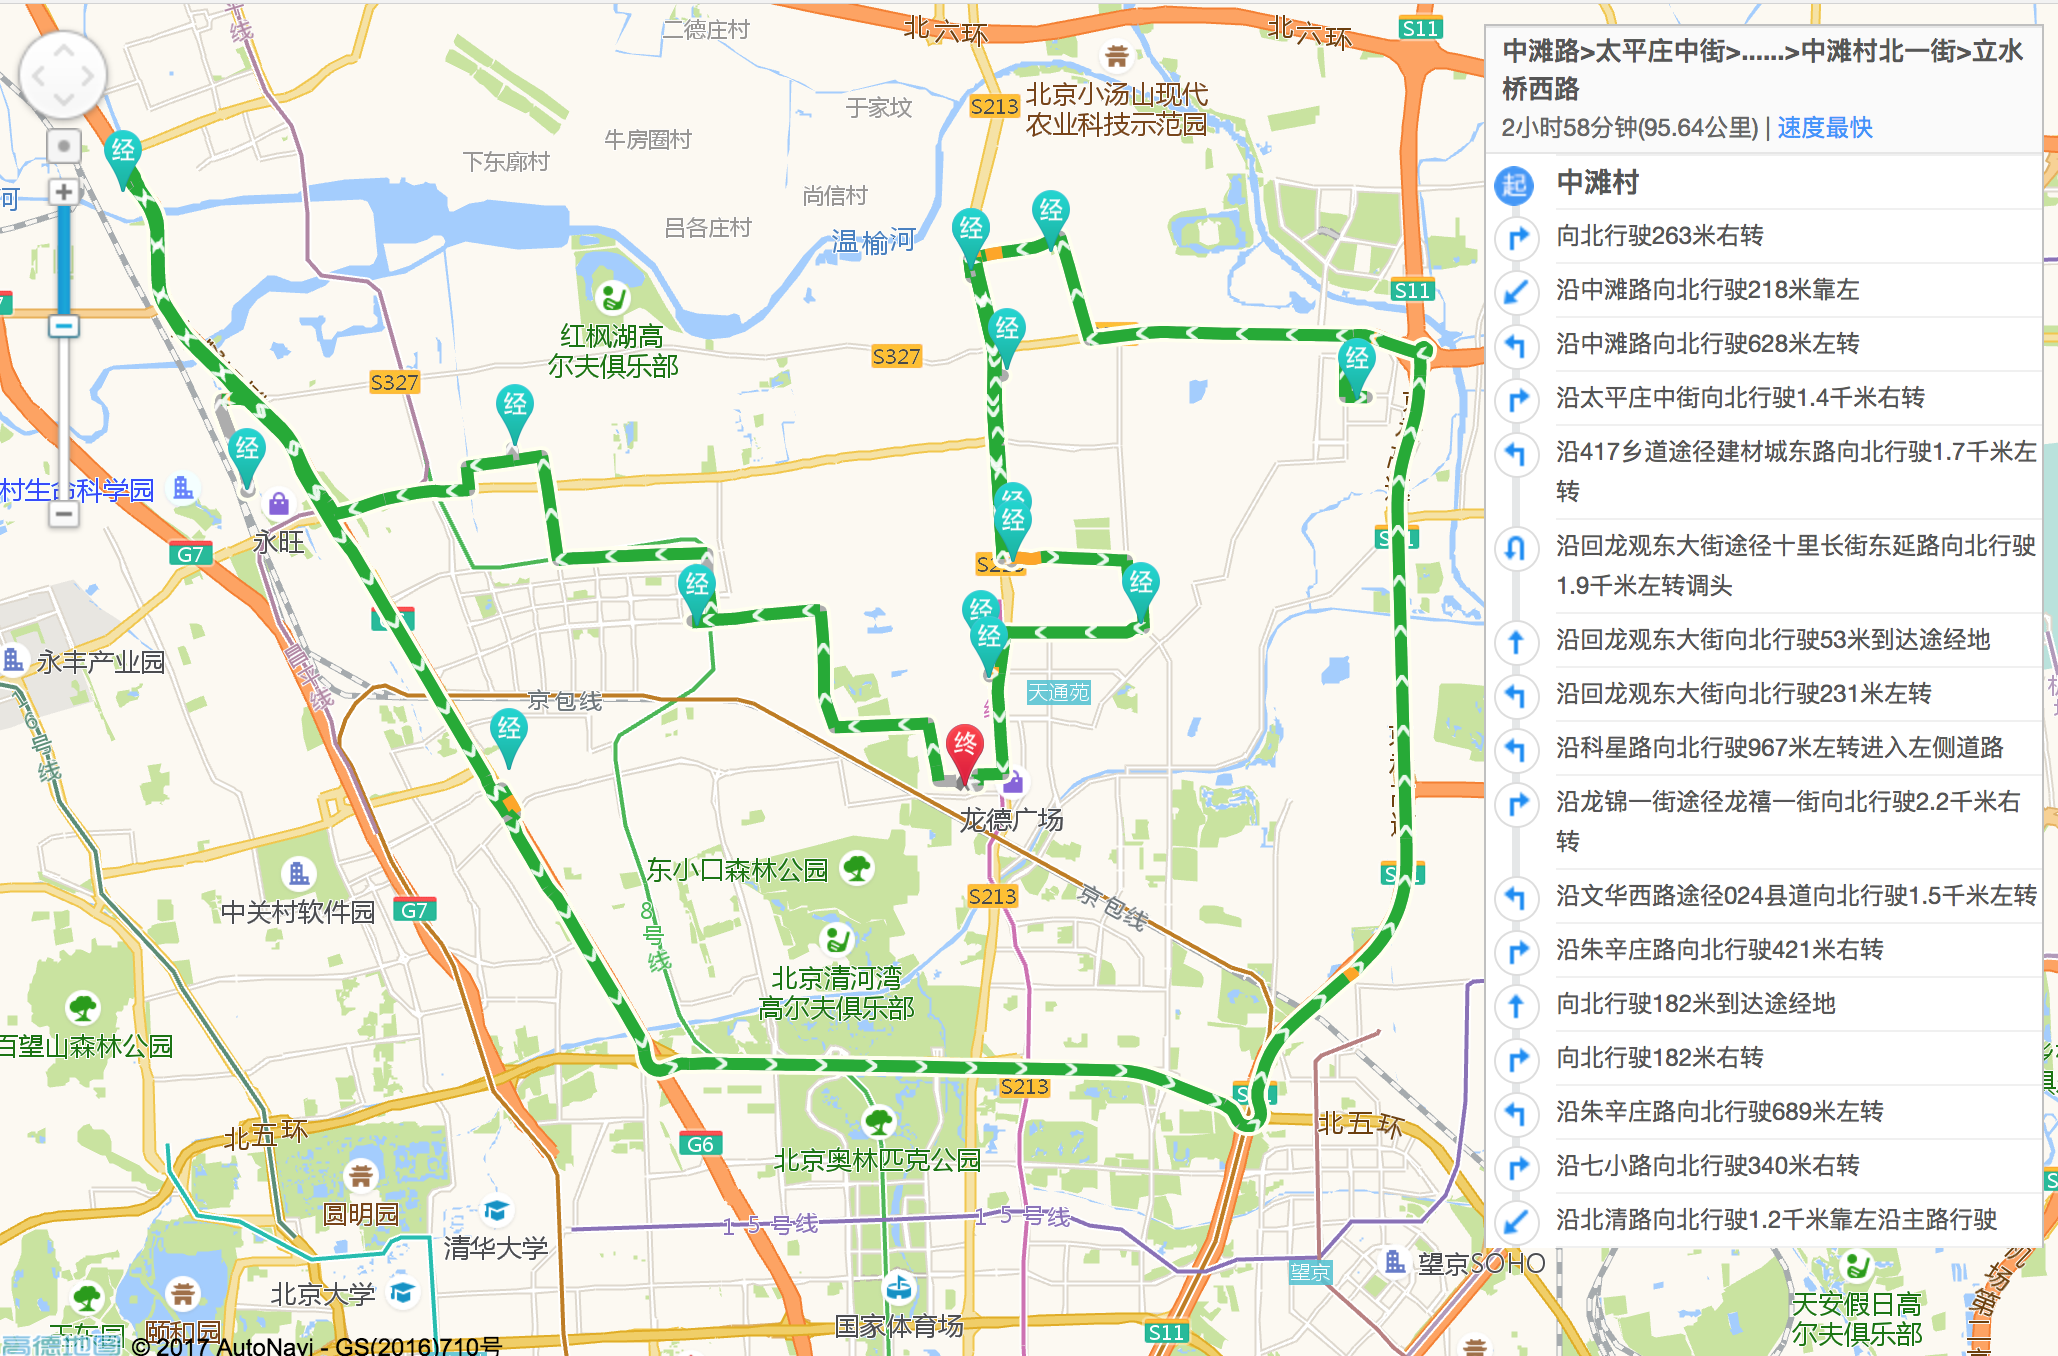 中滩路>太平庄中街>......>中滩村北一街>立水
桥西路
2小时58分钟(95.64公里) | 速度最快
起
中滩村
向北行驶263米右转
沿中滩路向北行驶218米靠左
沿中滩路向北行驶628米左转
沿太平庄中街向北行驶1.4千米右转
沿417乡道途径建材城东路向北行驶1.7千米左
转
沿回龙观东大街途径十里长街东延路向北行驶
1.9千米左转调头
沿回龙观东大街向北行驶53米到达途经地
沿回龙观东大街向北行驶231米左转
沿科星路向北行驶967米左转进入左侧道路
沿龙锦一街途径龙禧一街向北行驶2.2千米右
转
沿文华西路途径024县道向北行驶1.5千米左转
沿朱辛庄路向北行驶421米右转
向北行驶182米到达途经地
向北行驶182米右转
沿朱辛庄路向北行驶689米左转
沿七小路向北行驶340米右转
沿北清路向北行驶1.2千米靠左沿主路行驶
号线
二德庄村
北六环
北六环
S11
S213
北京小汤山现代
农业科技示范园
于家坟
牛房圈村
下东廓村
尚信村
吕各庄村
温榆河
河
经
经
经
经
经
经
经
经
经
经
经
经
经
经
终
S11
红枫湖高
尔夫俱乐部
S327
S327
村生命科学园
永旺
G7
永丰产业园
昌平线
16号线
京包线
天通苑
龙德广场
东小口森林公园
中关村软件园
G7
S213
京包线
8号线
北京清河湾
高尔夫俱乐部
百望山森林公园
S213
北五环
北五环
G6
北京奥林匹克公园
圆明园
清华大学
15号线
15号线
北京大学
望京
望京SOHO
国家体育场
S11
颐和园
天安假日高
尔夫俱乐部
高德地图
© 2017 AutoNavi - GS(2016)710号